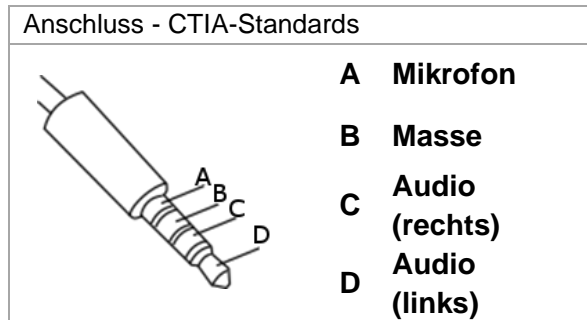 Anschluss - CTIA-Standards
A Mikrofon
B Masse
C Audio
(rechts)
D Audio
(links)
A
B
C
D